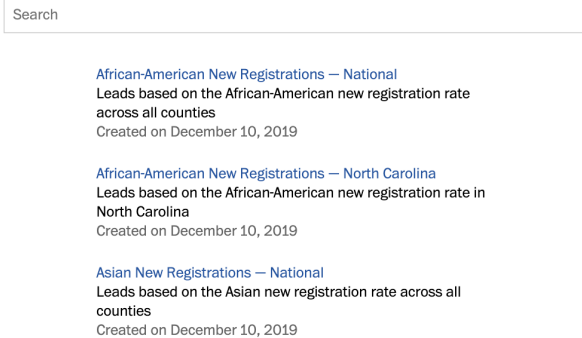 Search
African-American New Registrations — National
Leads based on the African-American new registration rate
across all counties
Created on December 10, 2019
African-American New Registrations — North Carolina
Leads based on the African-American new registration rate in
North Carolina
Created on December 10, 2019
Asian New Registrations — National
Leads based on the Asian new registration rate across all
counties
Created on December 10, 2019